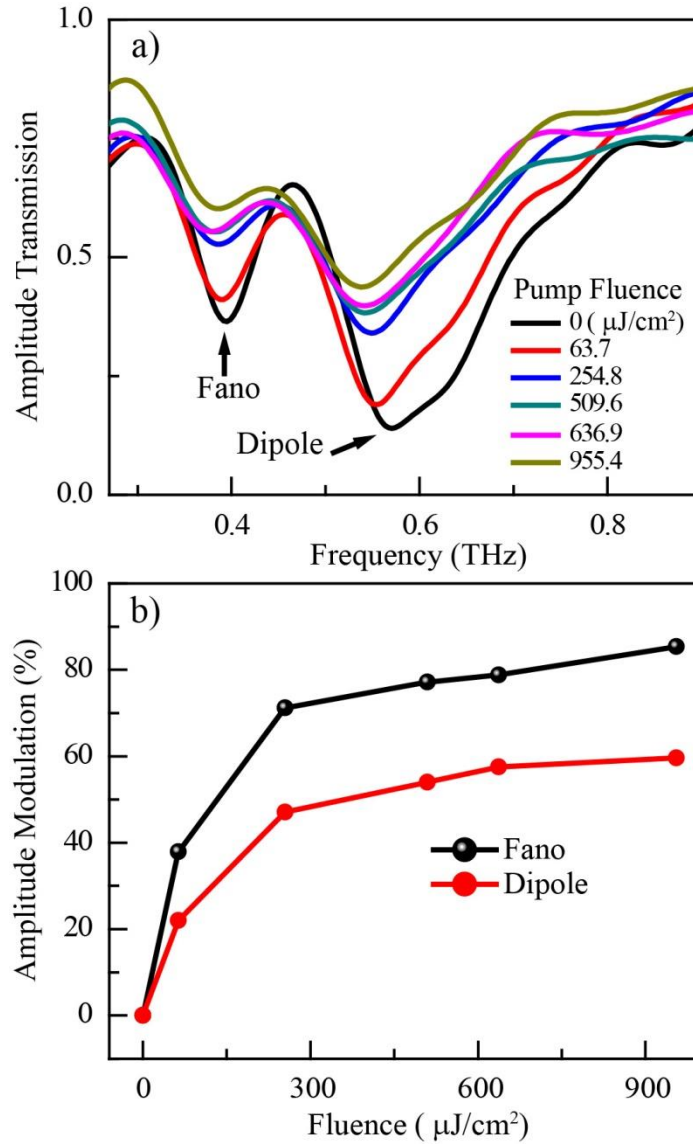 a)
1.0
0.5
0.0
Amplitude Transmission
Fano
Dipole
Pump Fluence
0 ( μJ/cm²)
63.7
254.8
509.6
636.9
955.4
0.4 0.6 0.8
Frequency (THz)
b)
100
80
60
40
20
0
Amplitude Modulation (%)
Fano
Dipole
0 300 600 900
Fluence ( μJ/cm²)